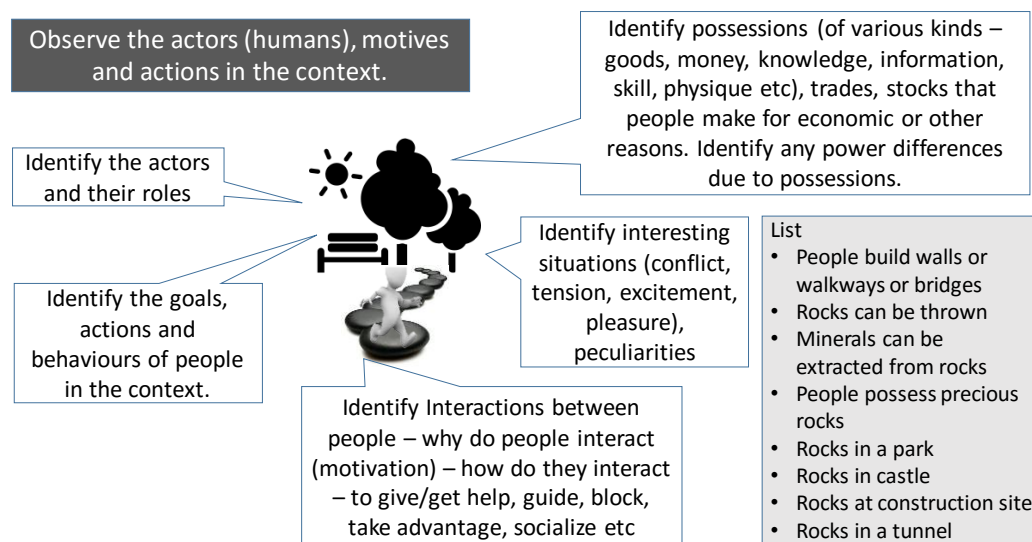 Observe the actors (humans), motives
and actions in the context.
Identify possessions (of various kinds –
goods, money, knowledge, information,
skill, physique etc), trades, stocks that
people make for economic or other
reasons. Identify any power differences
due to possessions.
Identify the actors
and their roles
Identify the goals,
actions and
behaviours of people
in the context.
Identify interesting
situations (conflict,
tension, excitement,
pleasure),
peculiarities
Identify Interactions between
people – why do people interact
(motivation) – how do they interact
– to give/get help, guide, block,
take advantage, socialize etc
List
• People build walls or
walkways or bridges
• Rocks can be thrown
• Minerals can be
extracted from rocks
• People possess precious
rocks
• Rocks in a park
• Rocks in castle
• Rocks at construction site
• Rocks in a tunnel